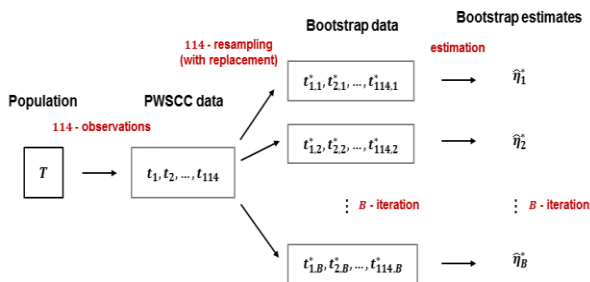 Bootstrap data
Bootstrap estimates
114 - resampling
(with replacement)
estimation
t*1,1, t*2,1, ..., t*114,1
η̂*1
Population
PWSCC data
114 - observations
t*1,2, t*2,2, ..., t*114,2
η̂*2
T
t1, t2, ..., t114
⋮ B - iteration
⋮ B - iteration
t*1,B, t*2,B, ..., t*114,B
η̂*B